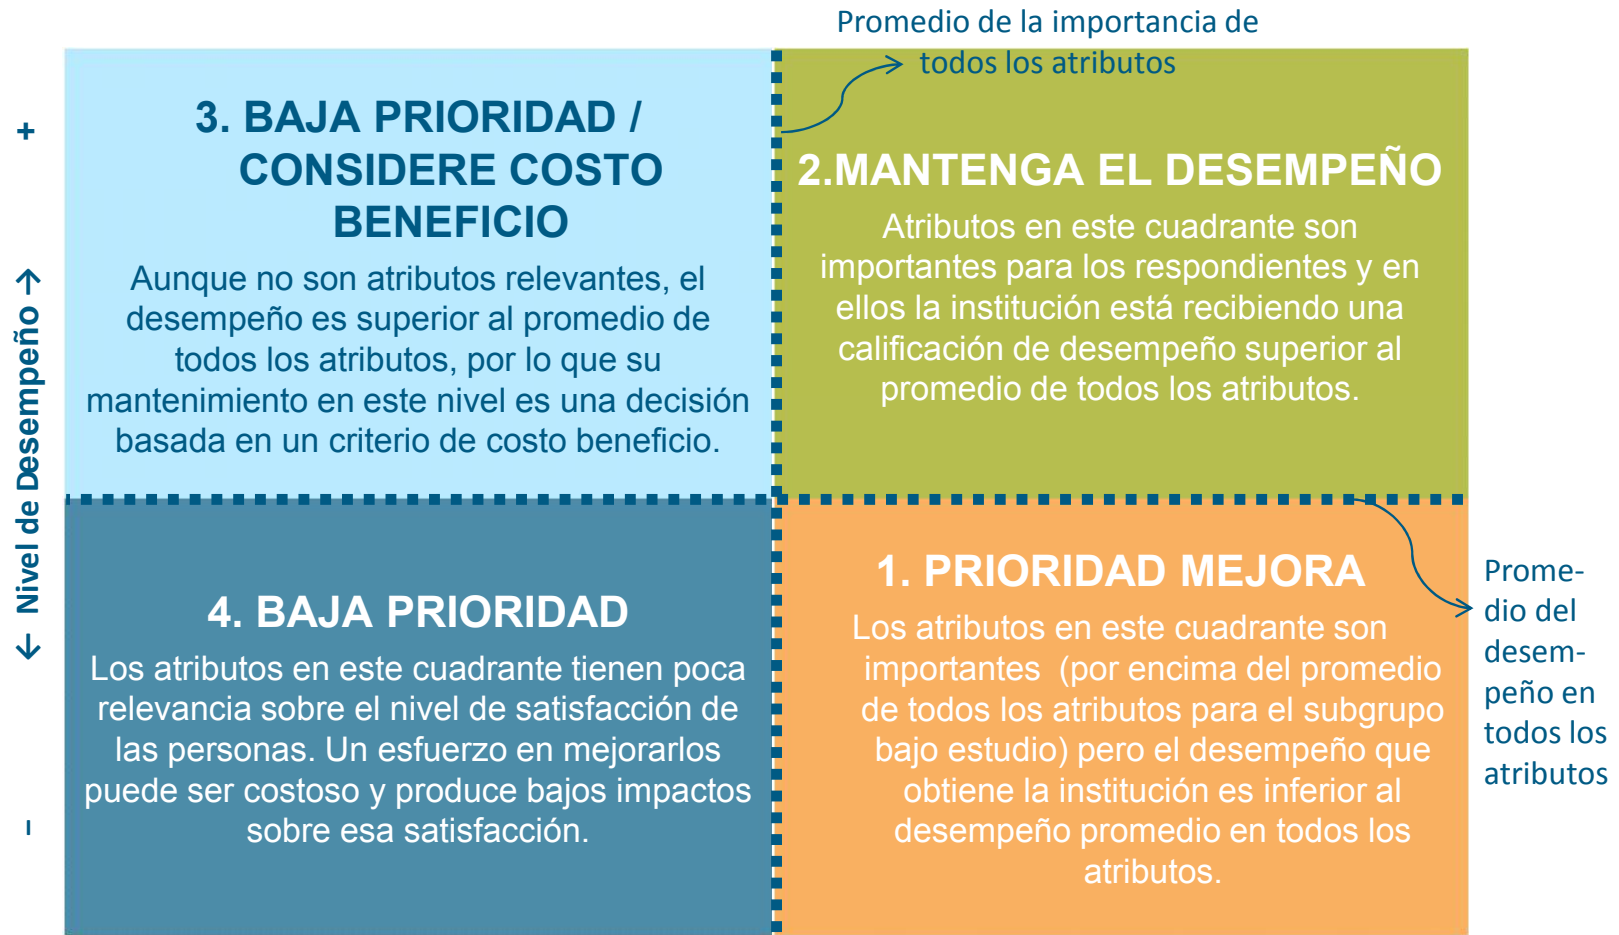 Promedio de la importancia de
todos los atributos
+
← Nivel de Desempeño →
–
3. BAJA PRIORIDAD /
CONSIDERE COSTO
BENEFICIO
Aunque no son atributos relevantes, el
desempeño es superior al promedio de
todos los atributos, por lo que su
mantenimiento en este nivel es una decisión
basada en un criterio de costo beneficio.
2.MANTENGA EL DESEMPEÑO
Atributos en este cuadrante son
importantes para los respondientes y en
ellos la institución está recibiendo una
calificación de desempeño superior al
promedio de todos los atributos.
4. BAJA PRIORIDAD
Los atributos en este cuadrante tienen poca
relevancia sobre el nivel de satisfacción de
las personas. Un esfuerzo en mejorarlos
puede ser costoso y produce bajos impactos
sobre esa satisfacción.
1. PRIORIDAD MEJORA
Los atributos en este cuadrante son
importantes (por encima del promedio
de todos los atributos para el subgrupo
bajo estudio) pero el desempeño que
obtiene la institución es inferior al
desempeño promedio en todos los
atributos.
Prome-
dio del
desem-
peño en
todos los
atributos